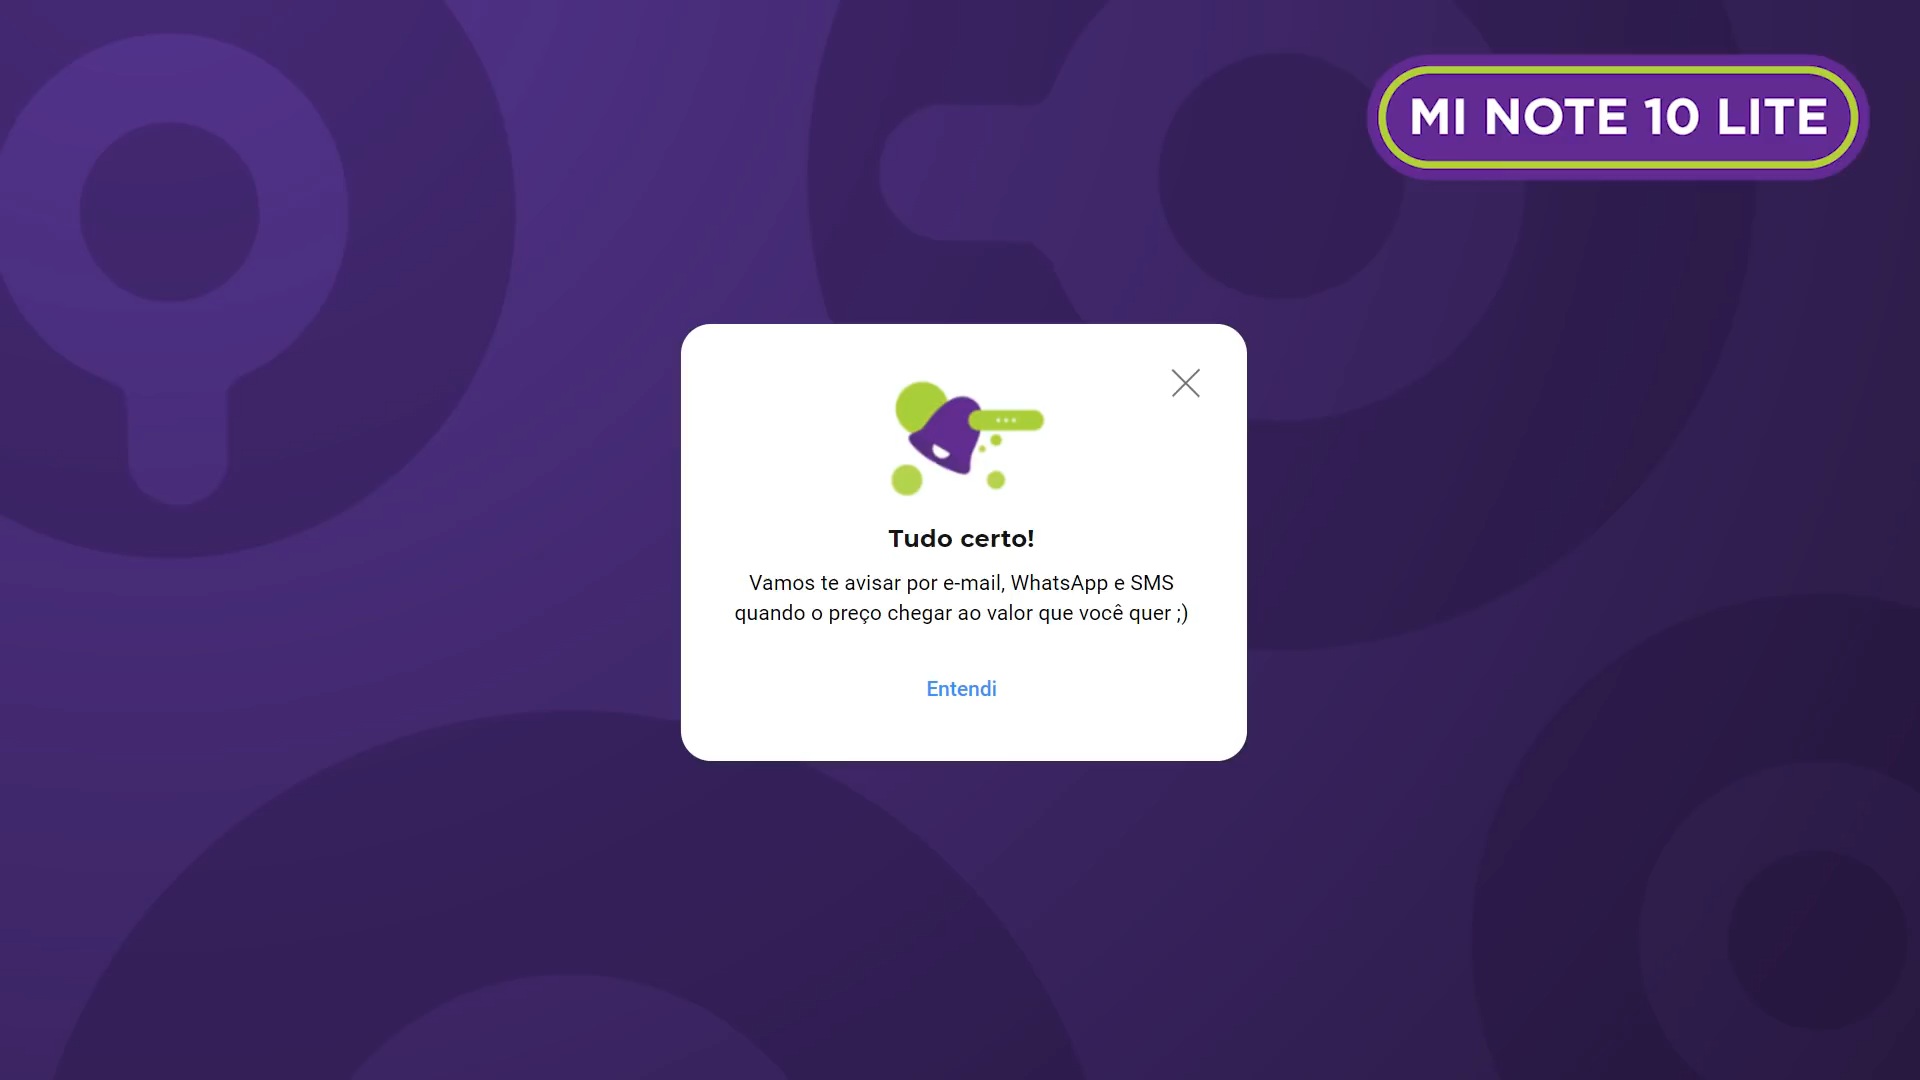 MI NOTE 10 LITE
Tudo certo!
Vamos te avisar por e-mail, WhatsApp e SMS
quando o preço chegar ao valor que você quer ;)
Entendi